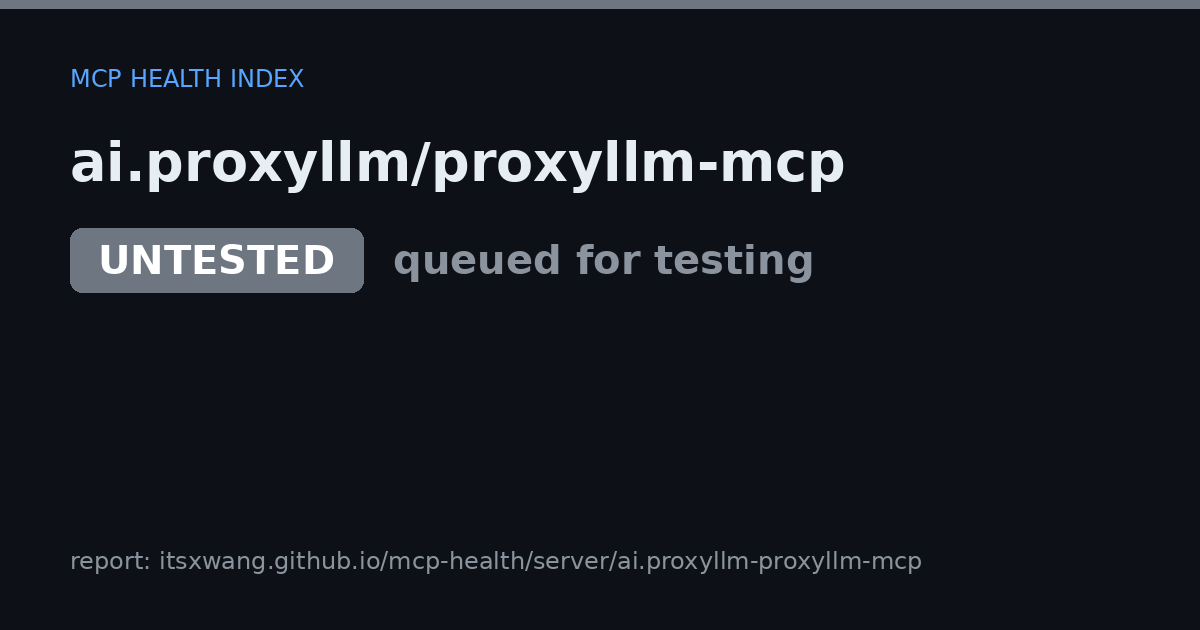 MCP HEALTH INDEX
ai.proxyllm/proxyllm-mcp
UNTESTED queued for testing
report: itsxwang.github.io/mcp-health/server/ai.proxyllm-proxyllm-mcp